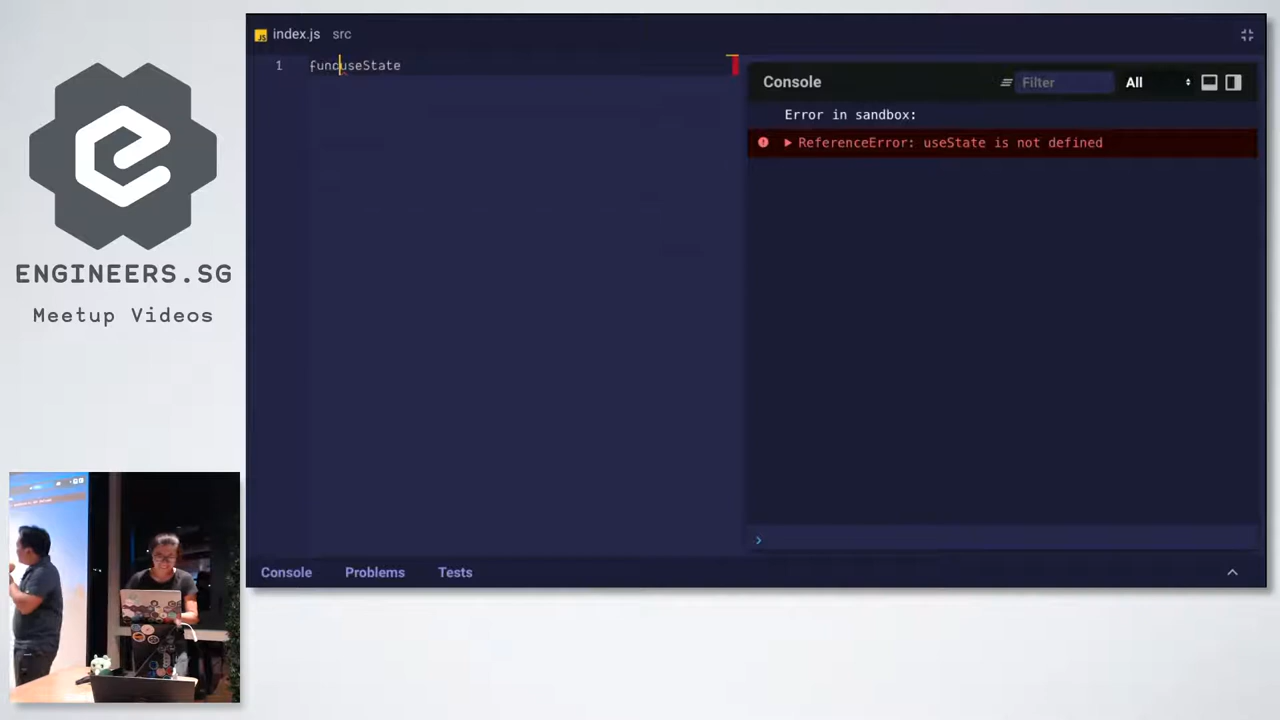 ENGINEERS.SG
Meetup Videos
JS index.js src
1 funcuseState
Console Filter All
Error in sandbox:
ReferenceError: useState is not defined
Console Problems Tests